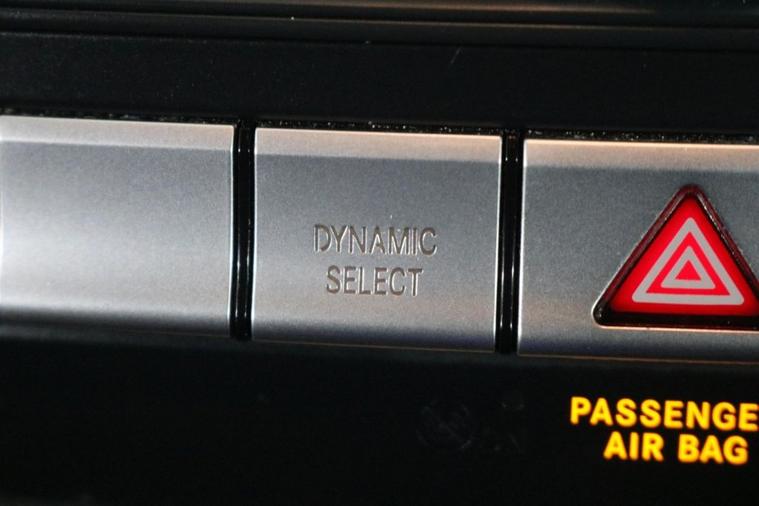 DYNAMIC
SELECT
PASSENGE
AIR BAG